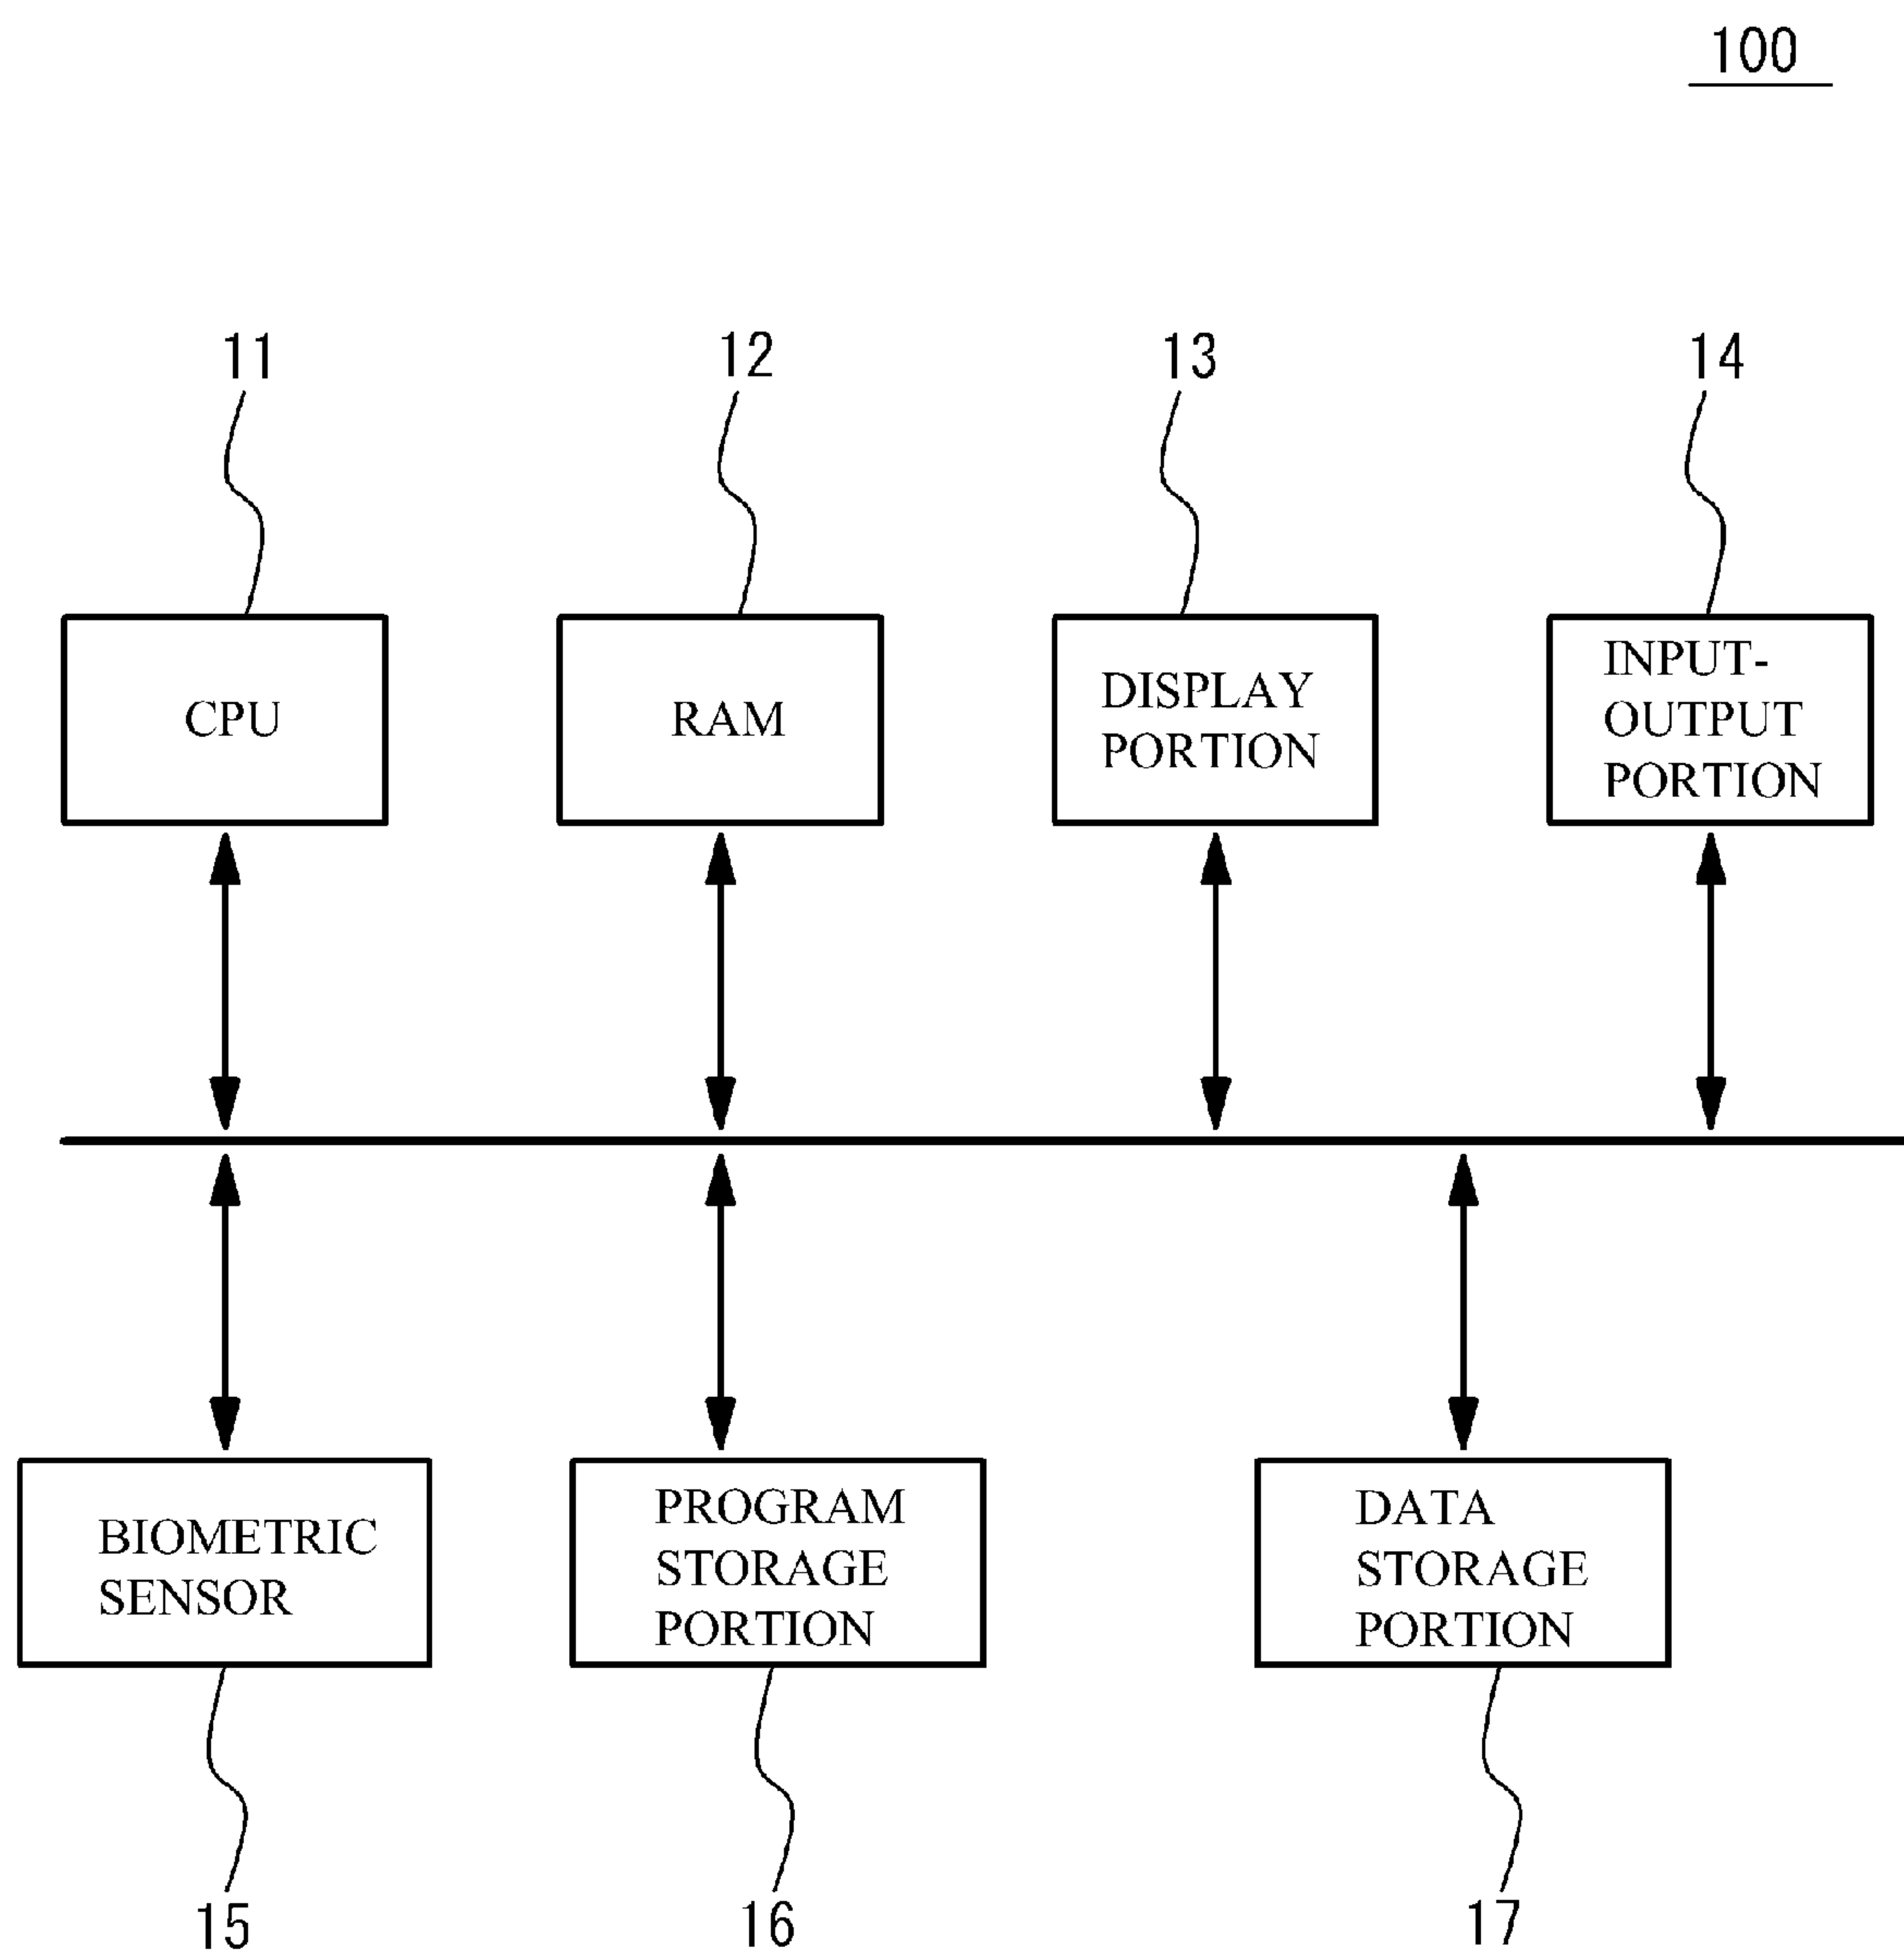 100
11
12
13
14
CPU
RAM
DISPLAY
PORTION
INPUT-
OUTPUT
PORTION
BIOMETRIC
SENSOR
PROGRAM
STORAGE
PORTION
DATA
STORAGE
PORTION
15
16
17